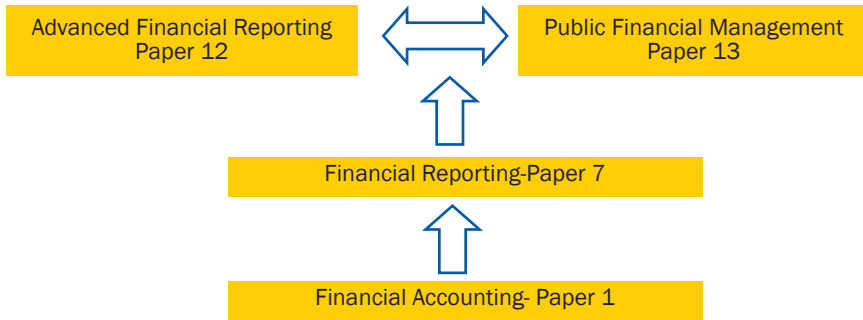 Advanced Financial Reporting
Paper 12
Public Financial Management
Paper 13
Financial Reporting-Paper 7
Financial Accounting- Paper 1